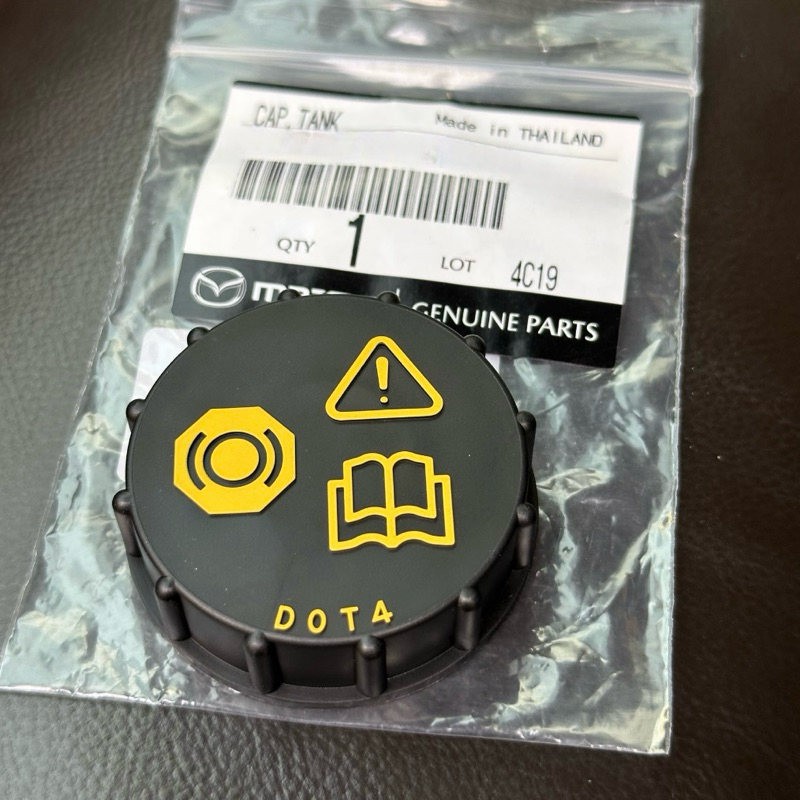 CAP, TANK Made in THAILAND
QTY 1 LOT 4C19
GENUINE PARTS
DOT4